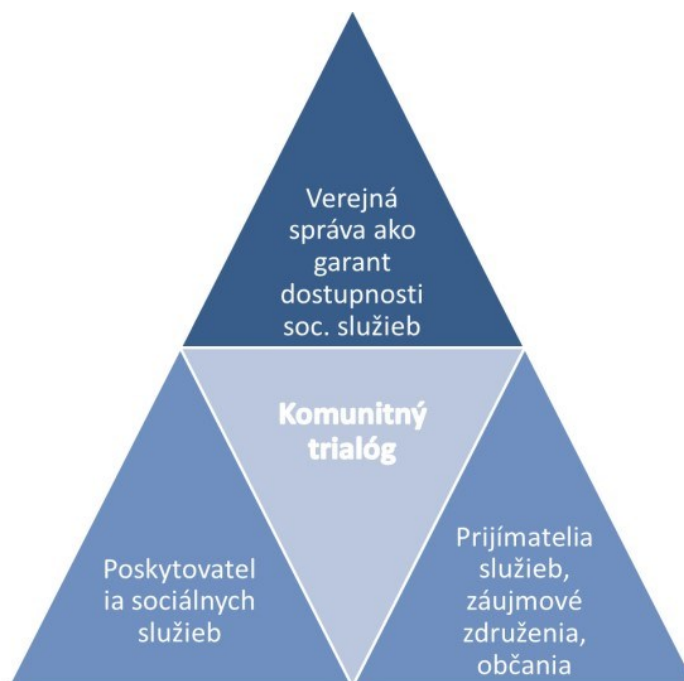 Verejná
správa ako
garant
dostupnosti
soc. služieb
Komunitný
trialóg
Poskytovatel
ia sociálnych
služieb
Prijímatelia
služieb,
záujmové
združenia,
občania